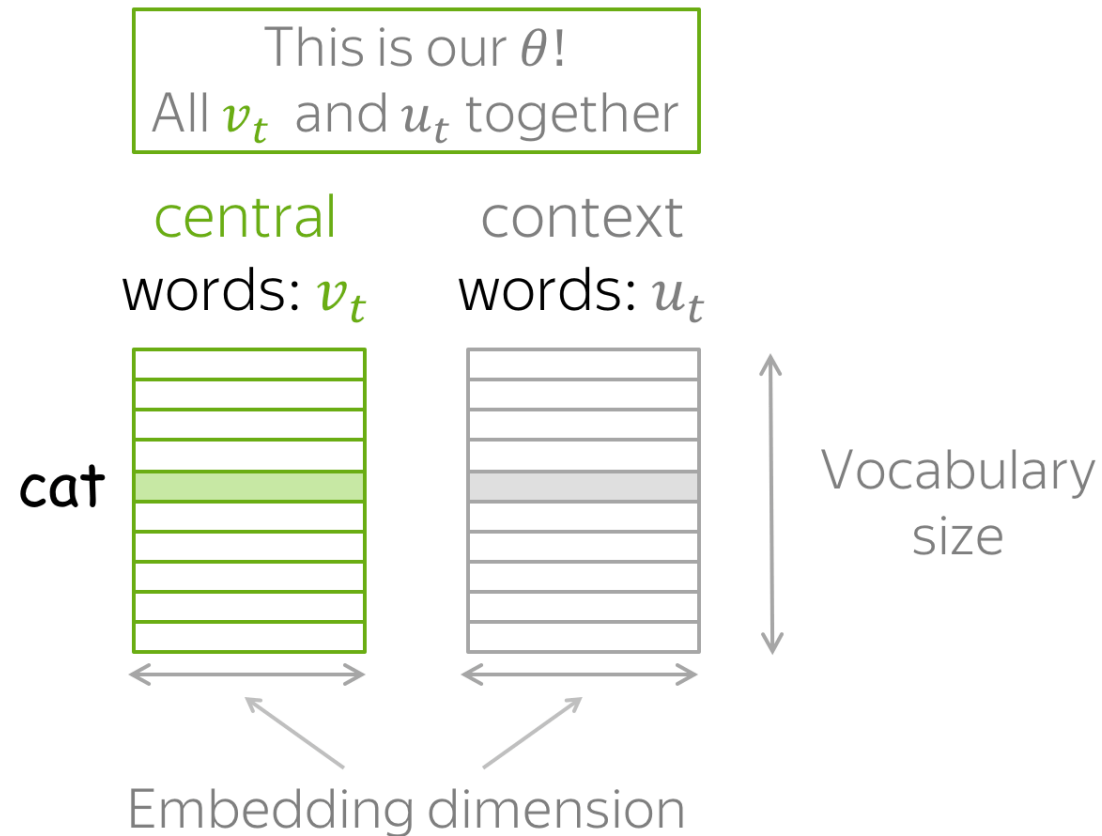 This is our θ!
All v_t and u_t together
central context
words: v_t words: u_t
cat
Vocabulary
size
Embedding dimension